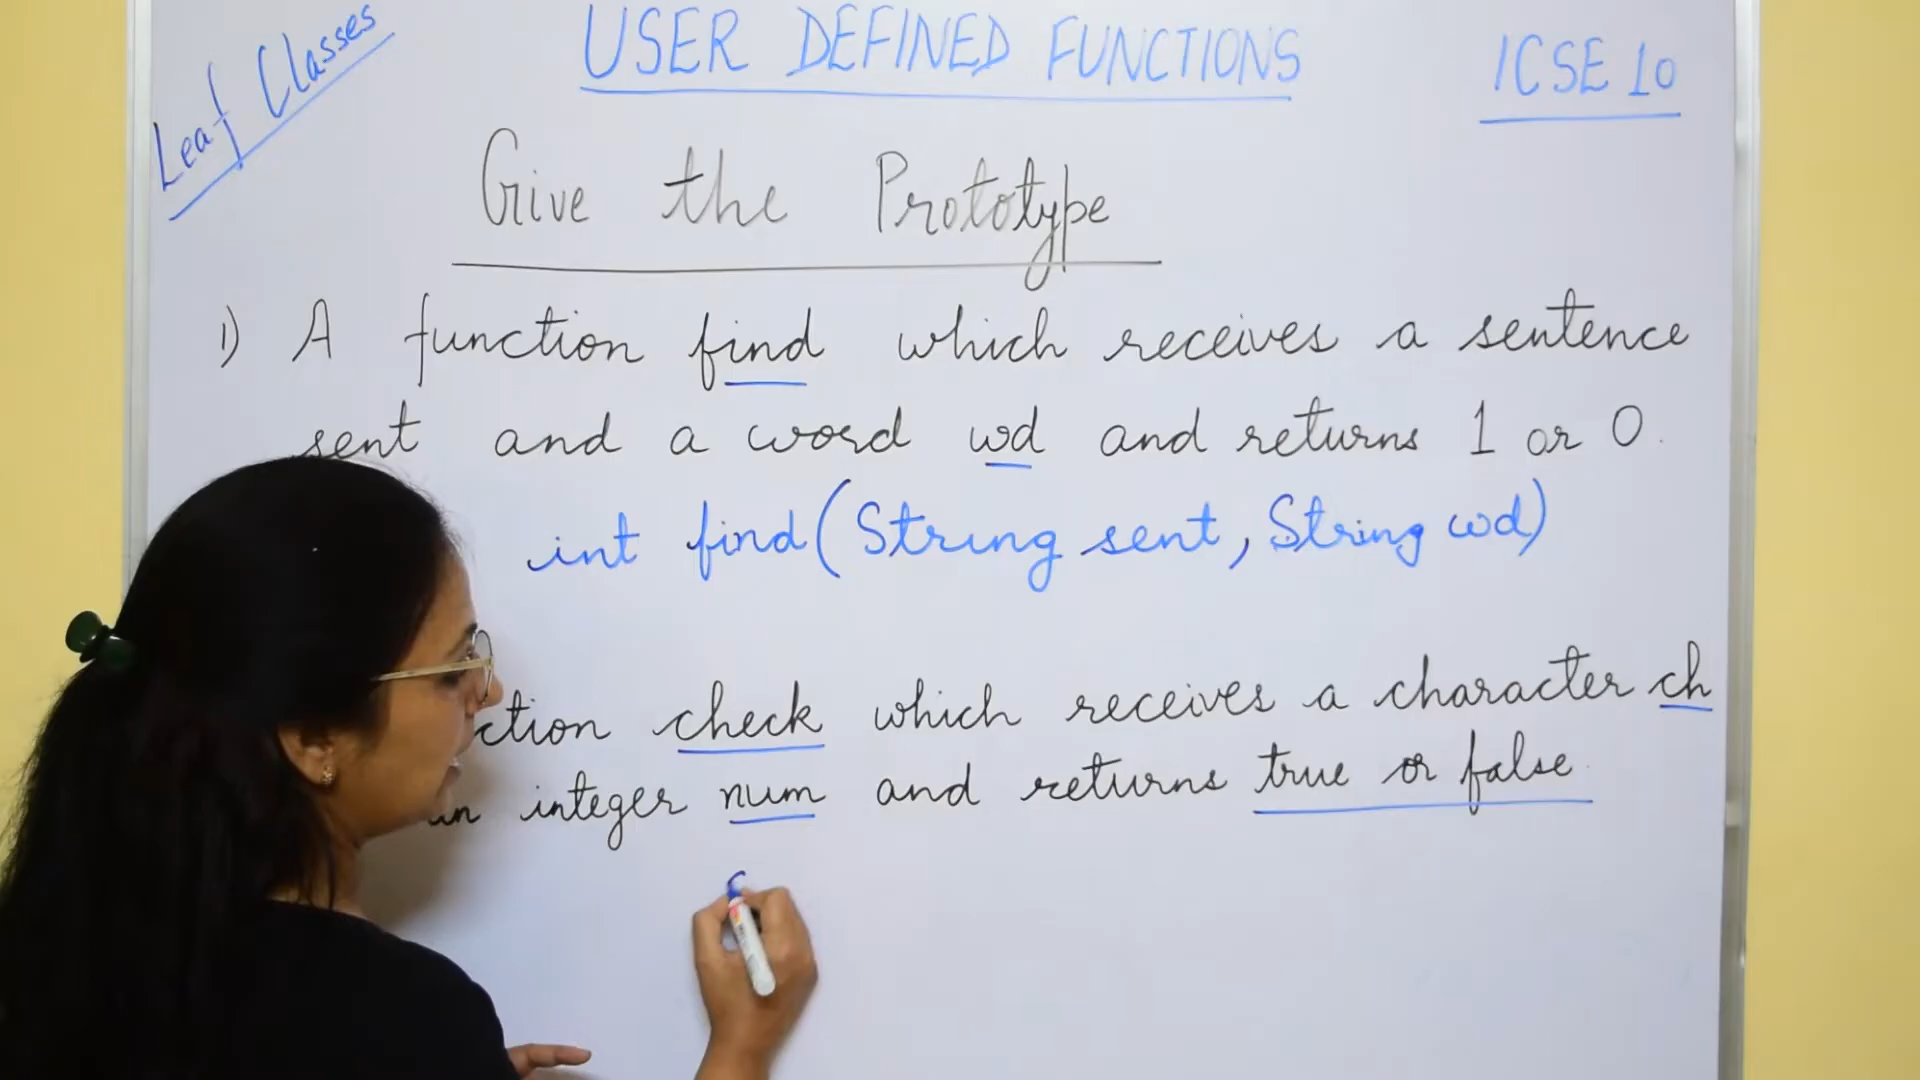 Leaf Classes
USER DEFINED FUNCTIONS
ICSE 10
Give the Prototype
1) A function find which receives a sentence
sent and a word wd and returns 1 or 0.
int find(String sent, String wd)
ction check which receives a character ch
an integer num and returns true or false.